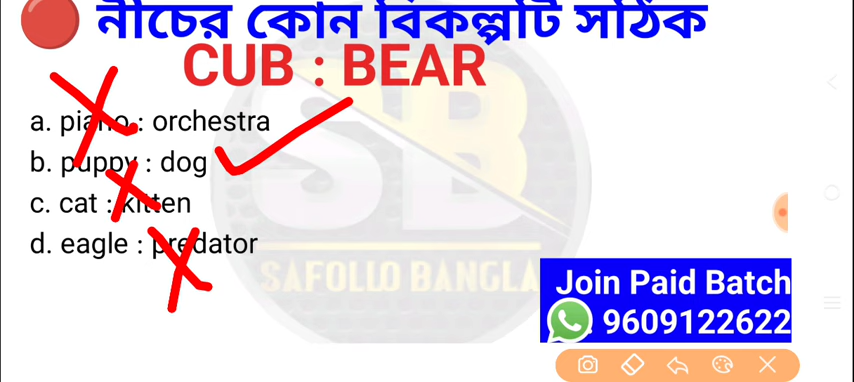 নীচের কোন বিকল্পটি সঠিক
CUB : BEAR
a. piano : orchestra
b. puppy : dog
c. cat : kitten
d. eagle : predator
SB
SAFOLLO BANGLA
Join Paid Batch
9609122622